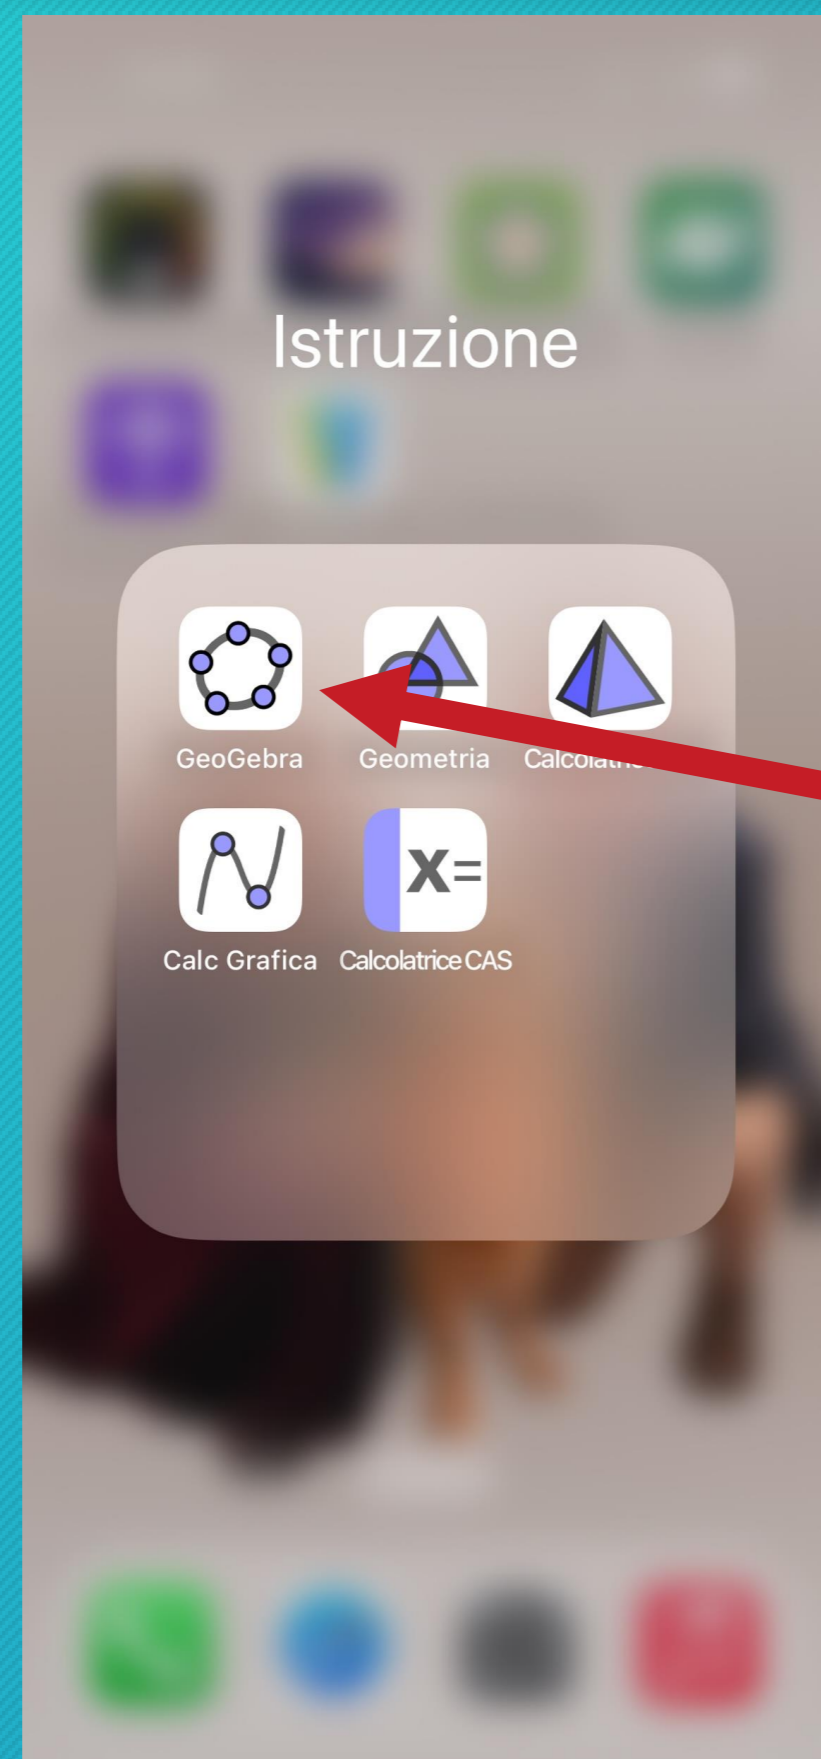 Istruzione
GeoGebra
Geometria
Calc Grafica
X=
Calcolatrice CAS